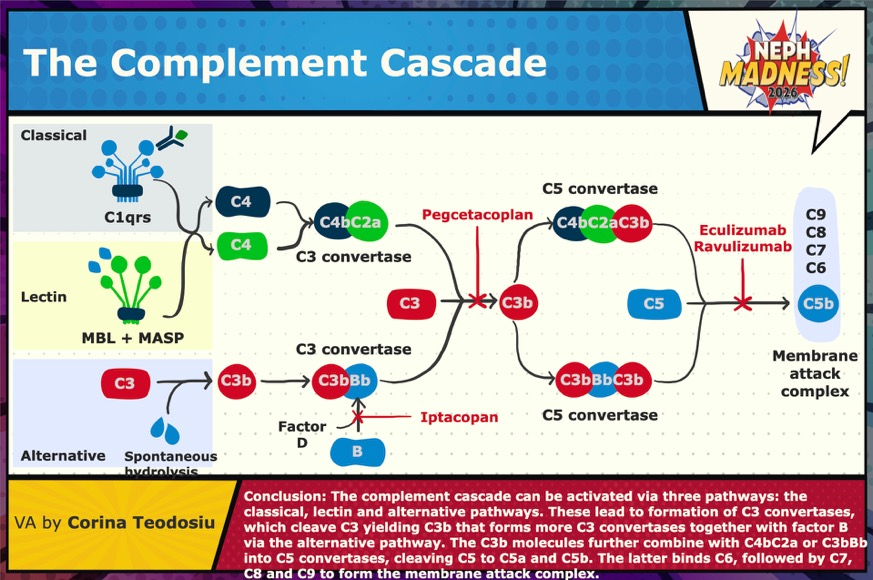 The Complement Cascade
NEPH
MADNESS!
2026
Classical
C1qrs
Lectin
MBL + MASP
Alternative
C3
Spontaneous
hydrolysis
C4
C4
C4bC2a
C3 convertase
C3b
C3 convertase
C3bBb
Factor
D
B
Iptacopan
Pegcetacoplan
C3
C3b
C5 convertase
C4bC2aC3b
C5
C3bBbC3b
C5 convertase
Eculizumab
Ravulizumab
C9
C8
C7
C6
C5b
Membrane
attack
complex
VA by Corina Teodosiu
Conclusion: The complement cascade can be activated via three pathways: the
classical, lectin and alternative pathways. These lead to formation of C3 convertases,
which cleave C3 yielding C3b that forms more C3 convertases together with factor B
via the alternative pathway. The C3b molecules further combine with C4bC2a or C3bBb
into C5 convertases, cleaving C5 to C5a and C5b. The latter binds C6, followed by C7,
C8 and C9 to form the membrane attack complex.